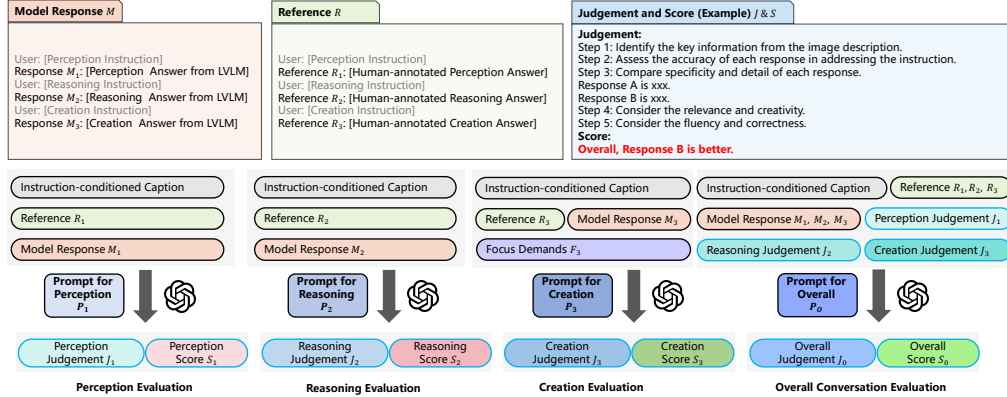 Model Response M
User: [Perception Instruction]
Response M₁: [Perception Answer from LVLM]
User: [Reasoning Instruction]
Response M₂: [Reasoning Answer from LVLM]
User: [Creation Instruction]
Response M₃: [Creation Answer from LVLM]
Reference R
User: [Perception Instruction]
Reference R₁: [Human-annotated Perception Answer]
User: [Reasoning Instruction]
Reference R₂: [Human-annotated Reasoning Answer]
User: [Creation Instruction]
Reference R₃: [Human-annotated Creation Answer]
Judgement and Score (Example) J & S
Judgement:
Step 1: Identify the key information from the image description.
Step 2: Assess the accuracy of each response in addressing the instruction.
Step 3: Compare specificity and detail of each response.
Response A is xxx.
Response B is xxx.
Step 4: Consider the relevance and creativity.
Step 5: Consider the fluency and correctness.
Score:
Overall, Response B is better.
Instruction-conditioned Caption
Reference R₁
Model Response M₁
Prompt for
Perception
P₁
Perception
Judgement J₁
Perception
Score S₁
Perception Evaluation
Instruction-conditioned Caption
Reference R₂
Model Response M₂
Prompt for
Reasoning
P₂
Reasoning
Judgement J₂
Reasoning
Score S₂
Reasoning Evaluation
Instruction-conditioned Caption
Reference R₃
Model Response M₃
Focus Demands F₃
Prompt for
Creation
P₃
Creation
Judgement J₃
Creation
Score S₃
Creation Evaluation
Instruction-conditioned Caption
Reference R₁, R₂, R₃
Model Response M₁, M₂, M₃
Perception Judgement J₁
Reasoning Judgement J₂
Creation Judgement J₃
Prompt for
Overall
Pₒ
Overall
Judgement J₀
Overall
Score S₀
Overall Conversation Evaluation